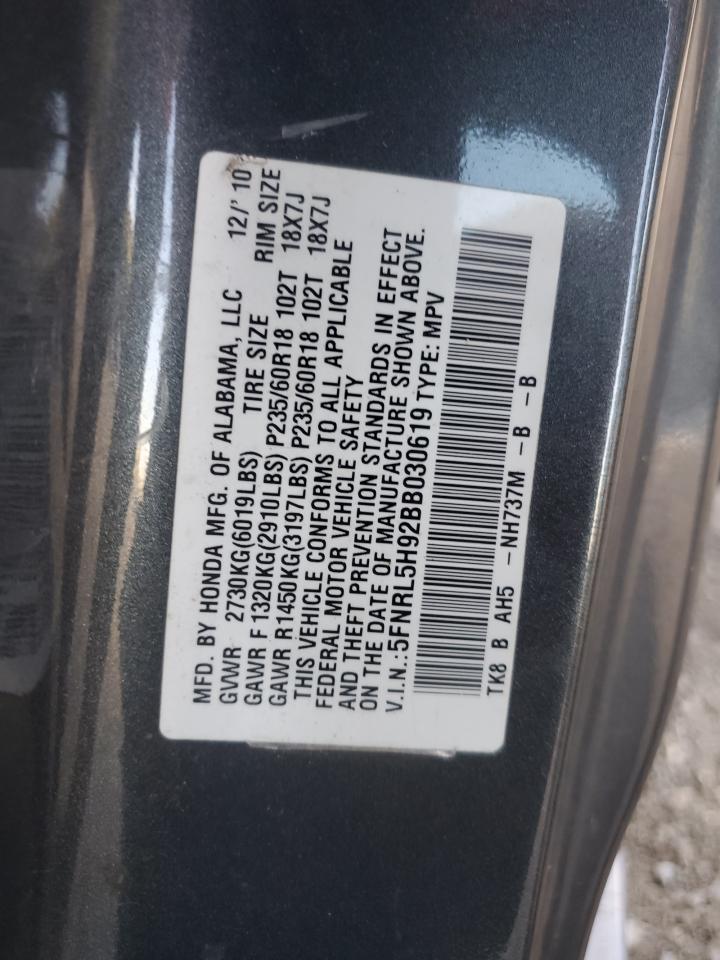 MFD. BY HONDA MFG. OF ALABAMA, LLC 12/' 10
GVWR 2730KG(6019LBS) TIRE SIZE RIM SIZE
GAWR F 1320KG(2910LBS) P235/60R18 102T 18X7J
GAWR R1450KG(3197LBS) P235/60R18 102T 18X7J
THIS VEHICLE CONFORMS TO ALL APPLICABLE
FEDERAL MOTOR VEHICLE SAFETY
AND THEFT PREVENTION STANDARDS IN EFFECT
ON THE DATE OF MANUFACTURE SHOWN ABOVE.
V.I.N.:5FNRL5H92BB030619 TYPE: MPV
TK8 B AH5 -NH737M -B -B